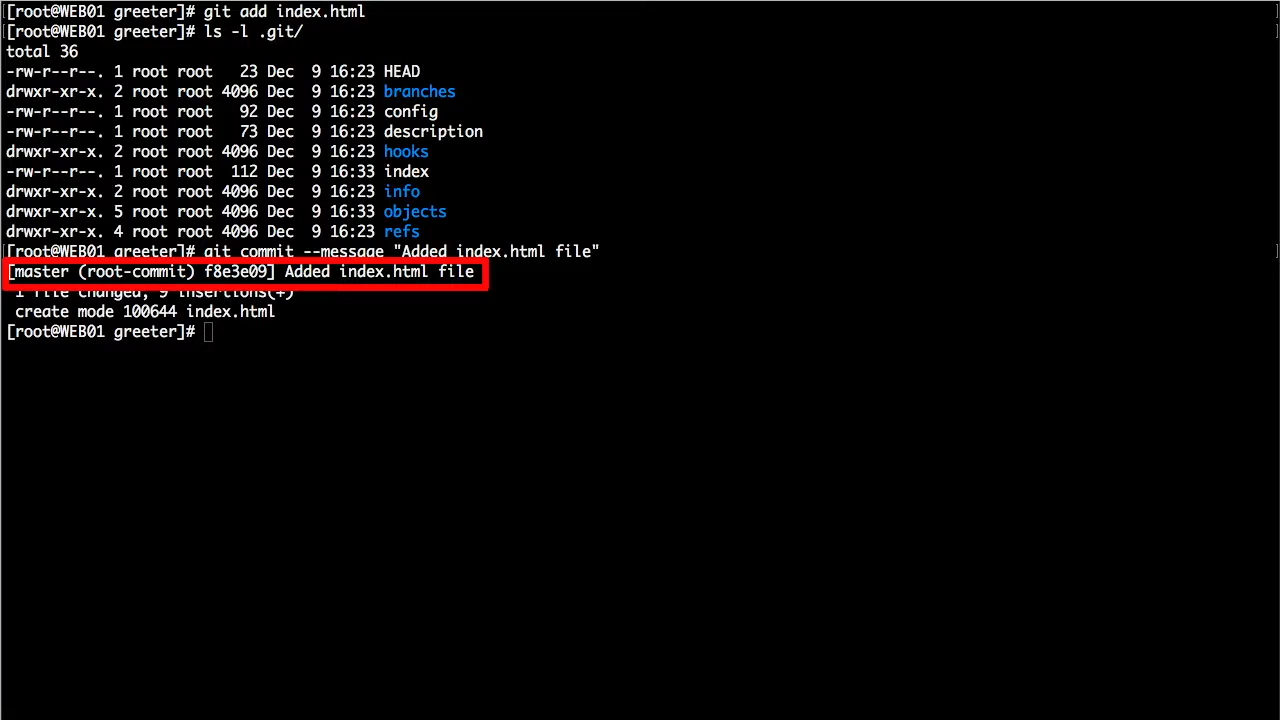 [root@WEB01 greeter]# git add index.html
[root@WEB01 greeter]# ls -l .git/
total 36
-rw-r--r--. 1 root root   23 Dec  9 16:23 HEAD
drwxr-xr-x. 2 root root 4096 Dec  9 16:23 branches
-rw-r--r--. 1 root root   92 Dec  9 16:23 config
-rw-r--r--. 1 root root   73 Dec  9 16:23 description
drwxr-xr-x. 2 root root 4096 Dec  9 16:23 hooks
-rw-r--r--. 1 root root  112 Dec  9 16:33 index
drwxr-xr-x. 2 root root 4096 Dec  9 16:23 info
drwxr-xr-x. 5 root root 4096 Dec  9 16:33 objects
drwxr-xr-x. 4 root root 4096 Dec  9 16:23 refs
[root@WEB01 greeter]# git commit --message "Added index.html file"
[master (root-commit) f8e3e09] Added index.html file
 1 file changed, 9 insertions(+)
 create mode 100644 index.html
[root@WEB01 greeter]#